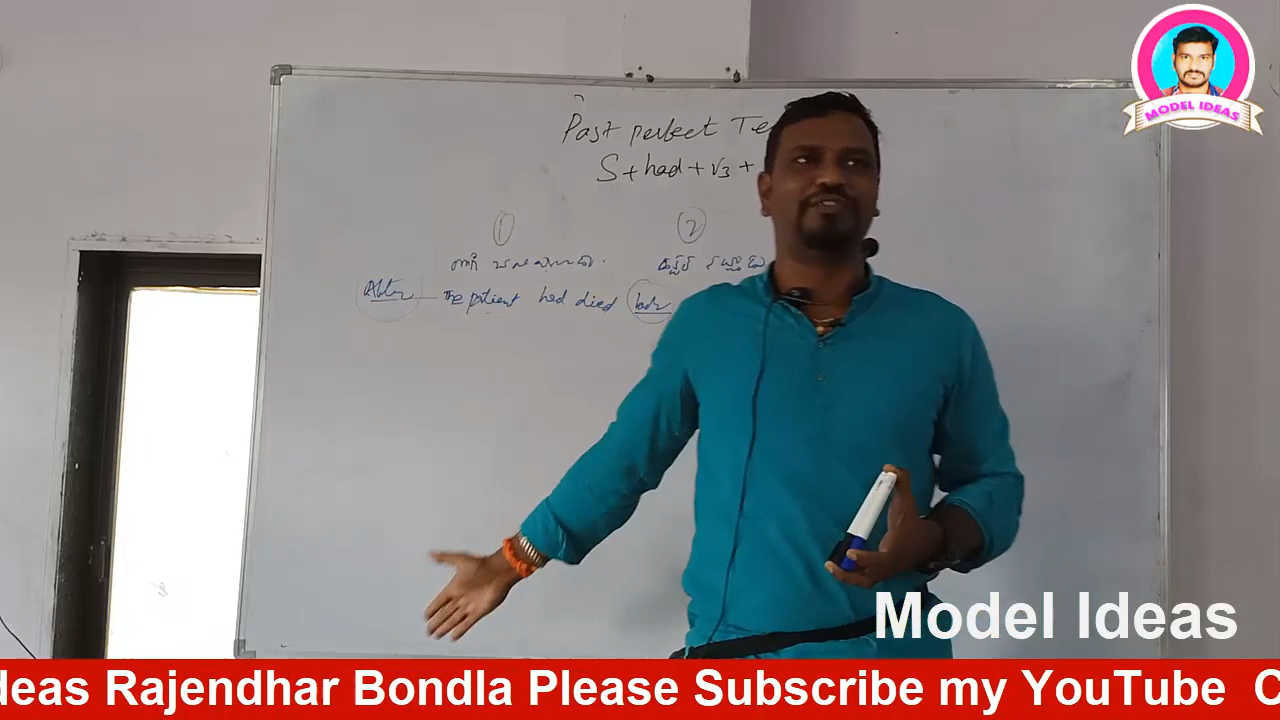 Past perfect Te
S + had + V3 +
1
2
After The patient had died
MODEL IDEAS
Model Ideas
deas Rajendhar Bondla Please Subscribe my YouTube C